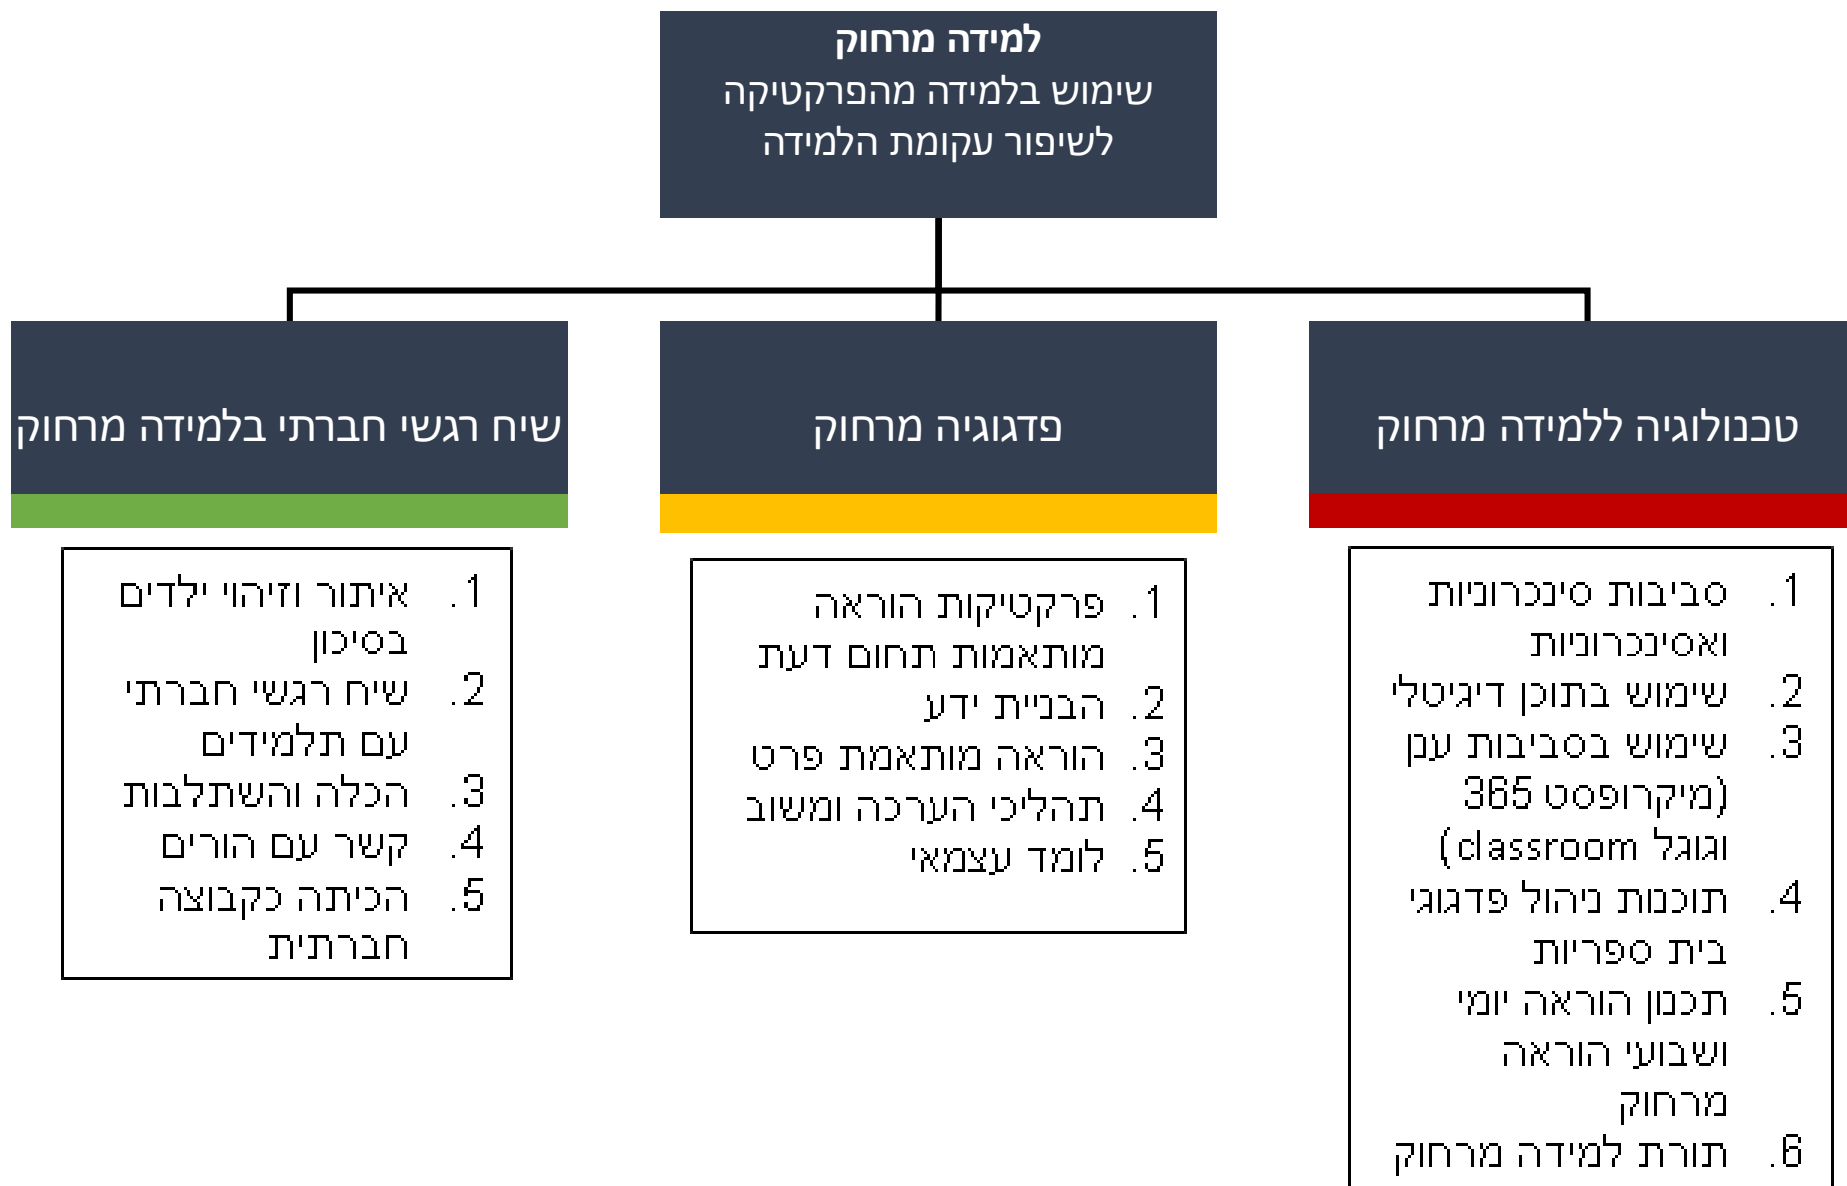 למידה מרחוק
שימוש בלמידה מהפרקטיקה
לשיפור עקומת הלמידה
טכנולוגיה ללמידה מרחוק
1. סביבות סינכרוניות
ואסינכרוניות
2. שימוש בתוכן דיגיטלי
3. שימוש בסביבות ענן
(מיקרופסט 365
וגוגל classroom)
4. תוכנות ניהול פדגוגי
בית ספריות
5. תכנון הוראה יומי
ושבועי הוראה
מרחוק
6. תורת למידה מרחוק
פדגוגיה מרחוק
1. פרקטיקות הוראה
מותאמות תחום דעת
2. הבניית ידע
3. הוראה מותאמת פרט
4. תהליכי הערכה ומשוב
5. לומד עצמאי
שיח רגשי חברתי בלמידה מרחוק
1. איתור וזיהוי ילדים
בסיכון
2. שיח רגשי חברתי
עם תלמידים
3. הכלה והשתלבות
4. קשר עם הורים
5. הכיתה כקבוצה
חברתית